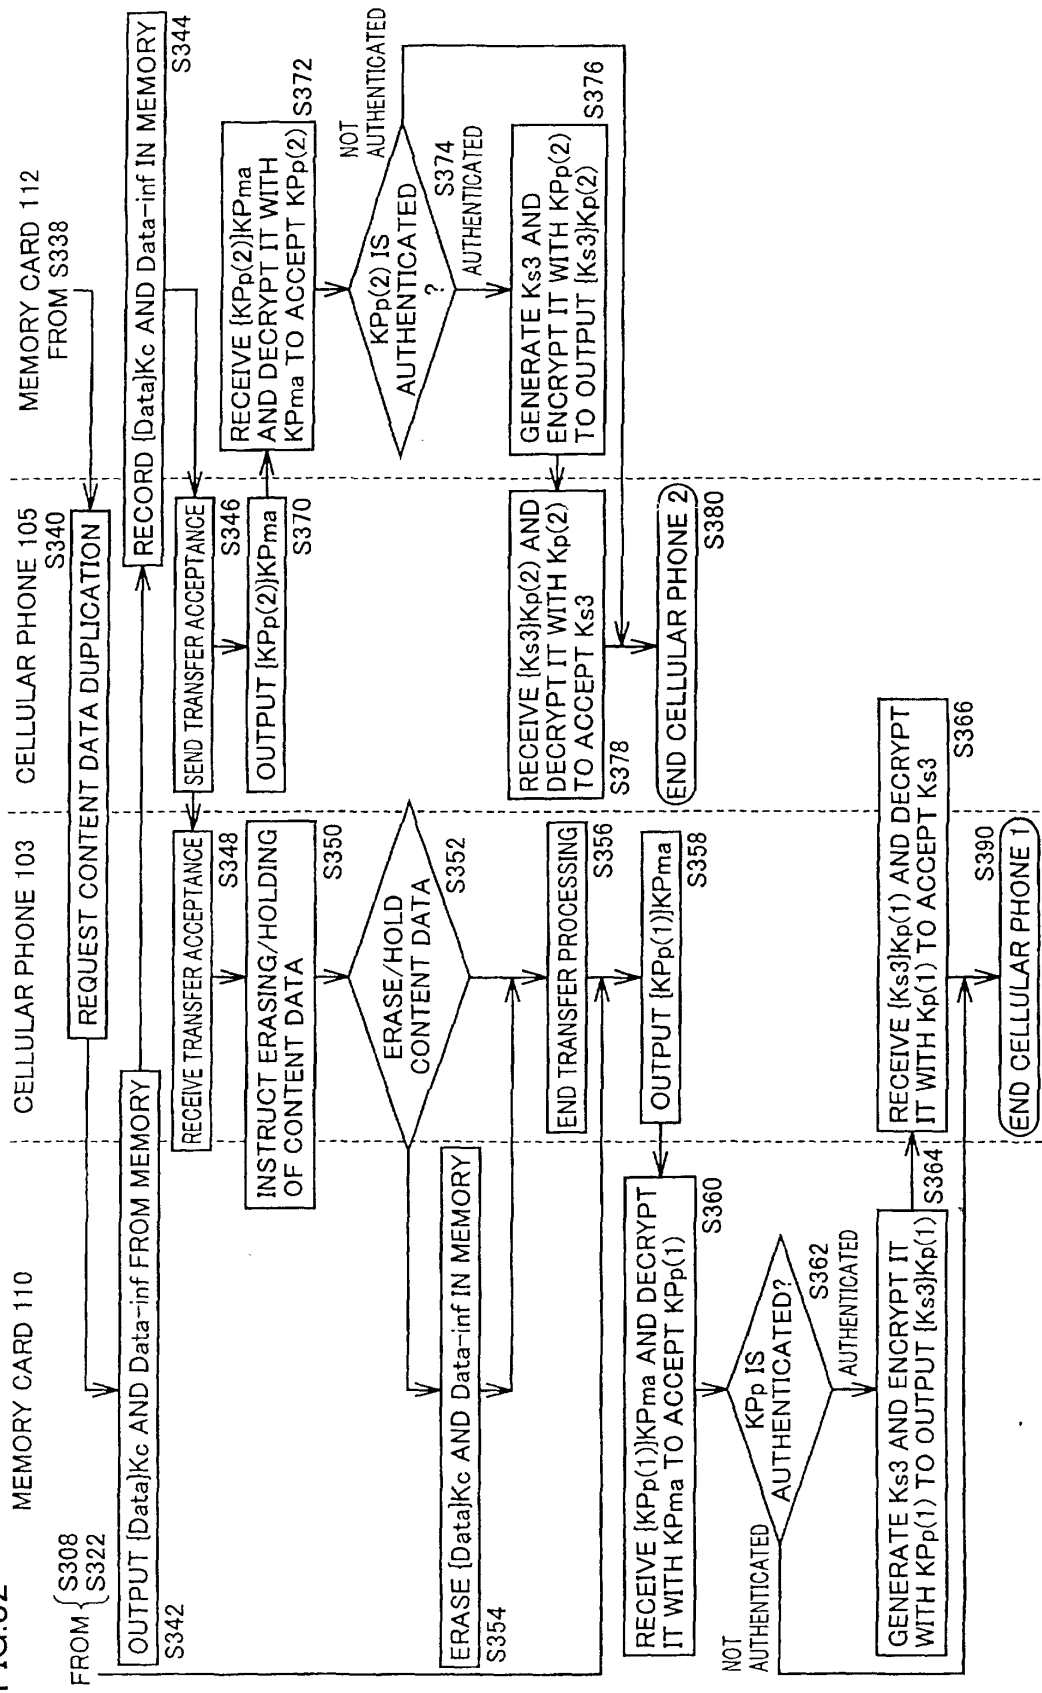 MEMORY CARD 110
CELLULAR PHONE 103
CELLULAR PHONE 105
MEMORY CARD 112
FROM S338
FROM { S308
S322
S340
REQUEST CONTENT DATA DUPLICATION
OUTPUT {Data}Kc AND Data-inf FROM MEMORY
S342
RECORD {Data}Kc AND Data-inf IN MEMORY
S344
SEND TRANSFER ACCEPTANCE
S346
RECEIVE TRANSFER ACCEPTANCE
S348
INSTRUCT ERASING/HOLDING
OF CONTENT DATA
S350
ERASE/HOLD
CONTENT DATA
S352
ERASE {Data}Kc AND Data-inf IN MEMORY
S354
END TRANSFER PROCESSING
S356
OUTPUT {KPp(1)}KPma
S358
RECEIVE {KPp(1)}KPma AND DECRYPT
IT WITH KPma TO ACCEPT KPp(1)
S360
KPp IS
AUTHENTICATED?
S362
NOT
AUTHENTICATED
AUTHENTICATED
GENERATE Ks3 AND ENCRYPT IT
WITH KPp(1) TO OUTPUT {Ks3}Kp(1)
S364
RECEIVE {Ks3}Kp(1) AND DECRYPT
IT WITH Kp(1) TO ACCEPT Ks3
S366
S390
END CELLULAR PHONE 1
OUTPUT {KPp(2)}KPma
S370
RECEIVE {KPp(2)}KPma
AND DECRYPT IT WITH
KPma TO ACCEPT KPp(2)
S372
KPp(2) IS
AUTHENTICATED
?
S374
NOT
AUTHENTICATED
AUTHENTICATED
GENERATE Ks3 AND
ENCRYPT IT WITH KPp(2)
TO OUTPUT {Ks3}Kp(2)
S376
RECEIVE {Ks3}Kp(2) AND
DECRYPT IT WITH Kp(2)
TO ACCEPT Ks3
S378
END CELLULAR PHONE 2
S380